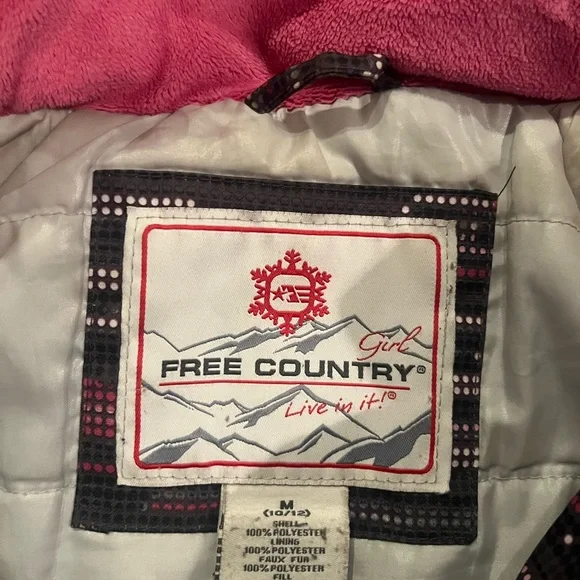 Girl
FREE COUNTRY®
Live in it!®
M
(10/12)
SHELL
100% POLYESTER
LINING
100% POLYESTER
FAUX FUR
100% POLYESTER
FILL